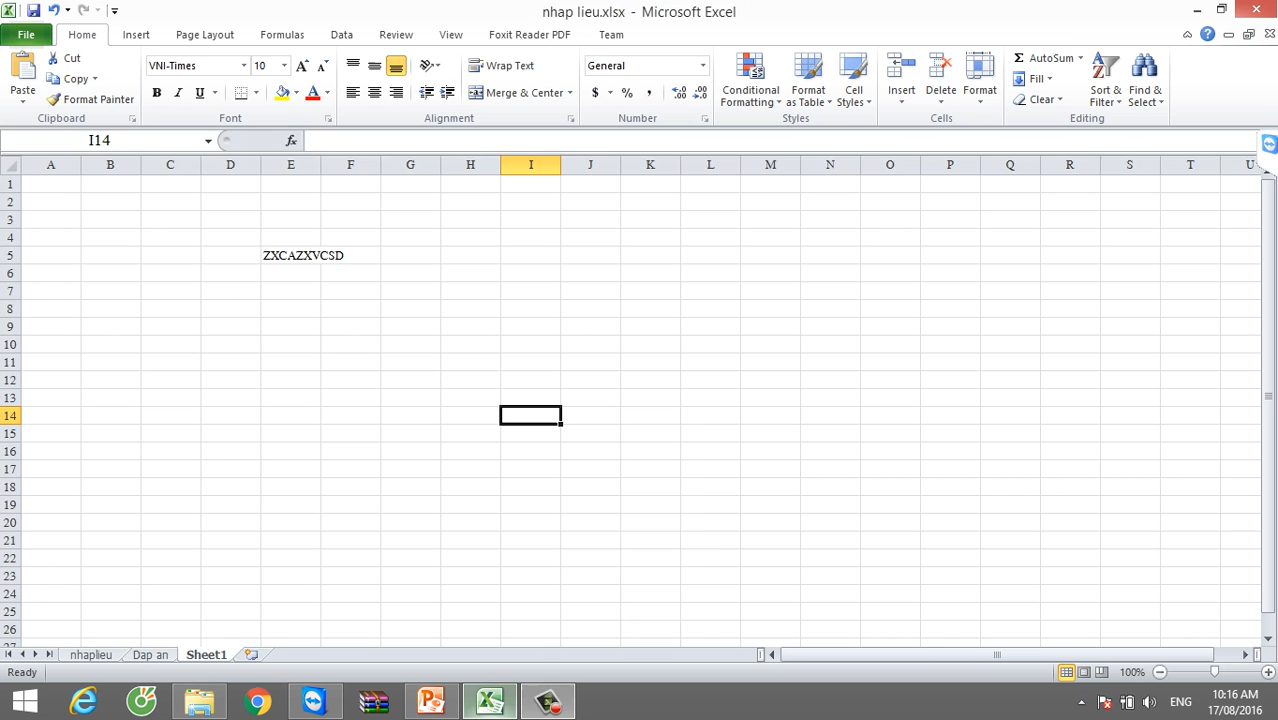 nhap lieu.xlsx - Microsoft Excel
File Home Insert Page Layout Formulas Data Review View Foxit Reader PDF Team
Cut
Copy
Format Painter
Paste
Clipboard
VNI-Times 10
B I U
Font
Wrap Text
Merge & Center
Alignment
General
$ % ,
Number
Conditional Formatting
Format as Table
Cell Styles
Styles
Insert Delete Format
Cells
Σ AutoSum
Fill
Clear
Sort & Filter
Find & Select
Editing
I14 fx
A B C D E F G H I J K L M N O P Q R S T U
1
2
3
4
5 ZXCAZXVCSD
6
7
8
9
10
11
12
13
14
15
16
17
18
19
20
21
22
23
24
25
26
27
nhaplieu Dap an Sheet1
Ready 100%
ENG 10:16 AM
17/08/2016